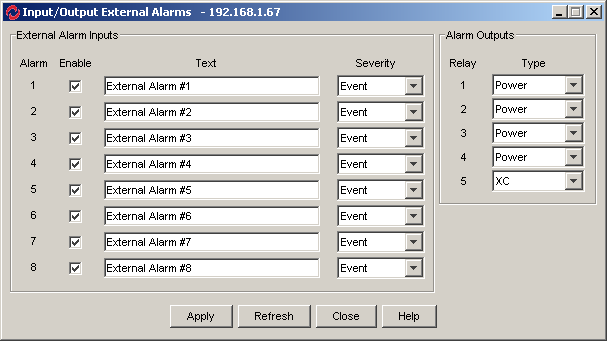 Input/Output External Alarms - 192.168.1.67
External Alarm Inputs
Alarm Enable Text Severity
1 External Alarm #1 Event
2 External Alarm #2 Event
3 External Alarm #3 Event
4 External Alarm #4 Event
5 External Alarm #5 Event
6 External Alarm #6 Event
7 External Alarm #7 Event
8 External Alarm #8 Event
Alarm Outputs
Relay Type
1 Power
2 Power
3 Power
4 Power
5 XC
Apply Refresh Close Help